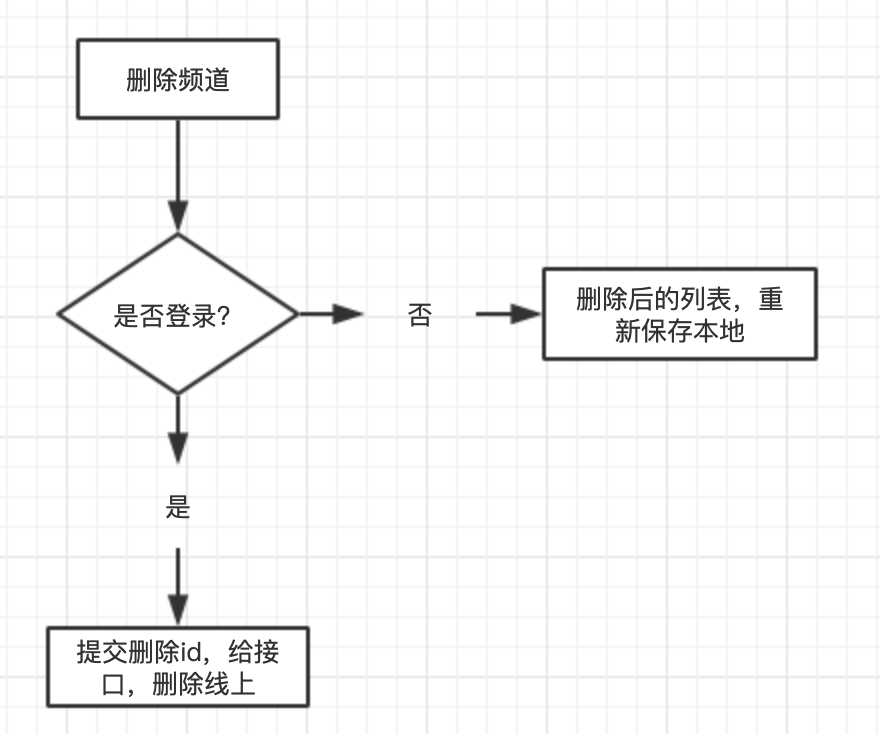 删除频道
是否登录?
否
删除后的列表，重
新保存本地
是
提交删除id，给接
口，删除线上